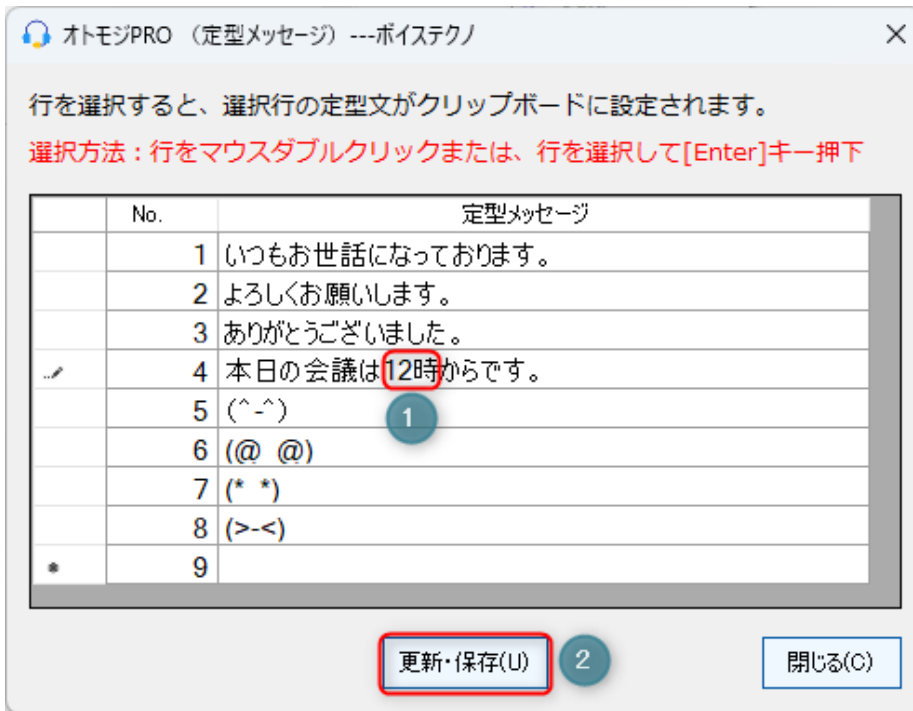 オトモジPRO （定型メッセージ）---ボイステクノ
行を選択すると、選択行の定型文がクリップボードに設定されます。
選択方法：行をマウスダブルクリックまたは、行を選択して[Enter]キー押下
No. 定型メッセージ
1 いつもお世話になっております。
2 よろしくお願いします。
3 ありがとうございました。
4 本日の会議は12時からです。
1
5 (^-^)
6 (@_@)
7 (*_*)
8 (>-<)
9
更新・保存(U) 2 閉じる(C)